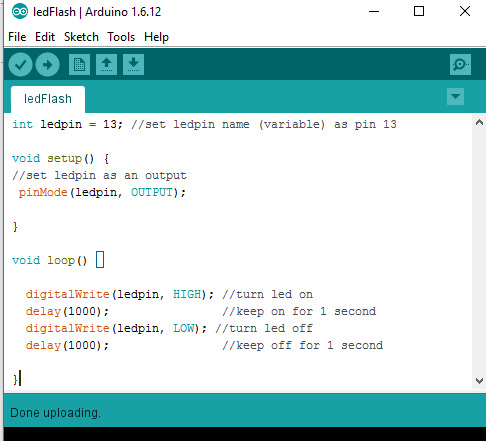 ledFlash | Arduino 1.6.12
File Edit Sketch Tools Help
ledFlash
int ledpin = 13; //set ledpin name (variable) as pin 13
void setup() {
//set ledpin as an output
pinMode(ledpin, OUTPUT);
}
void loop()
digitalWrite(ledpin, HIGH); //turn led on
delay(1000); //keep on for 1 second
digitalWrite(ledpin, LOW); //turn led off
delay(1000); //keep off for 1 second
}
Done uploading.